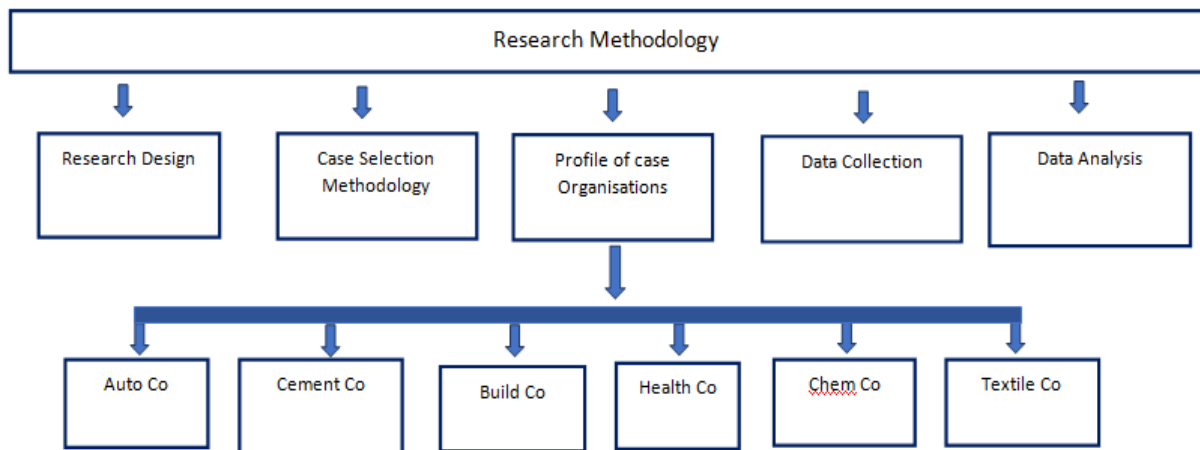 Research Methodology
Research Design
Case Selection
Methodology
Profile of case
Organisations
Data Collection
Data Analysis
Auto Co
Cement Co
Build Co
Health Co
Chem Co
Textile Co